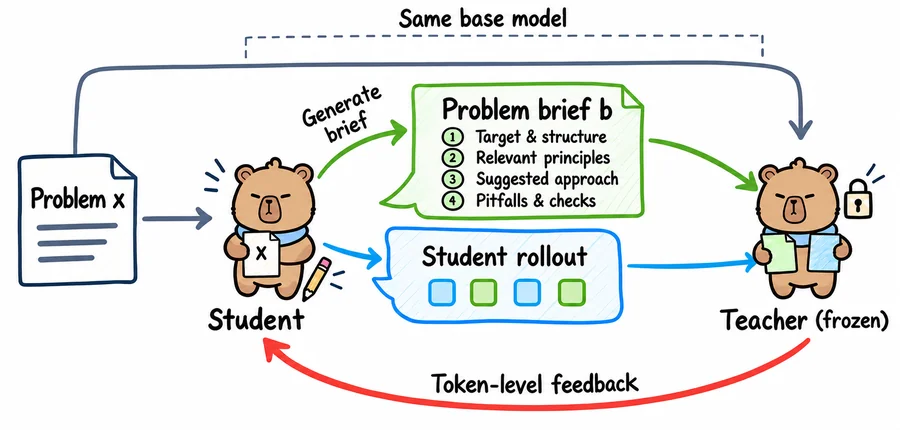 Same base model
Generate
brief
Problem brief b
1 Target & structure
2 Relevant principles
3 Suggested approach
4 Pitfalls & checks
Problem x
x
Student rollout
Student
Teacher (frozen)
Token-level feedback